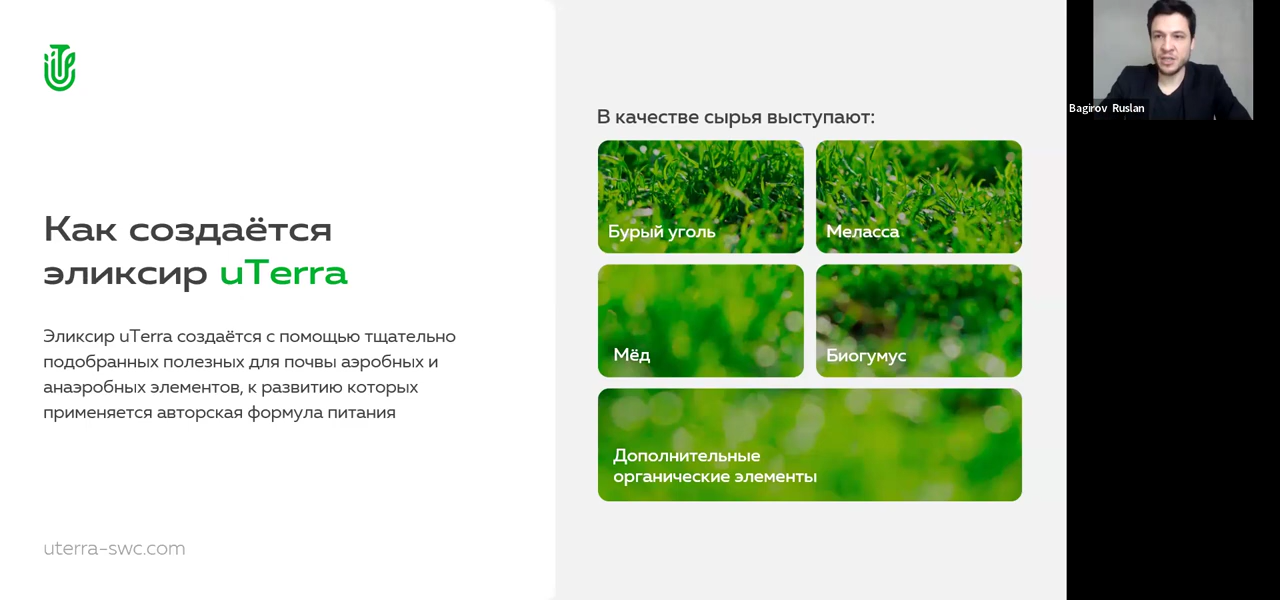 Как создаётся
эликсир uTerra
Эликсир uTerra создаётся с помощью тщательно
подобранных полезных для почвы аэробных и
анаэробных элементов, к развитию которых
применяется авторская формула питания
uterra-swc.com
В качестве сырья выступают:
Бурый уголь
Меласса
Мёд
Биогумус
Дополнительные
органические элементы
Bagirov Ruslan